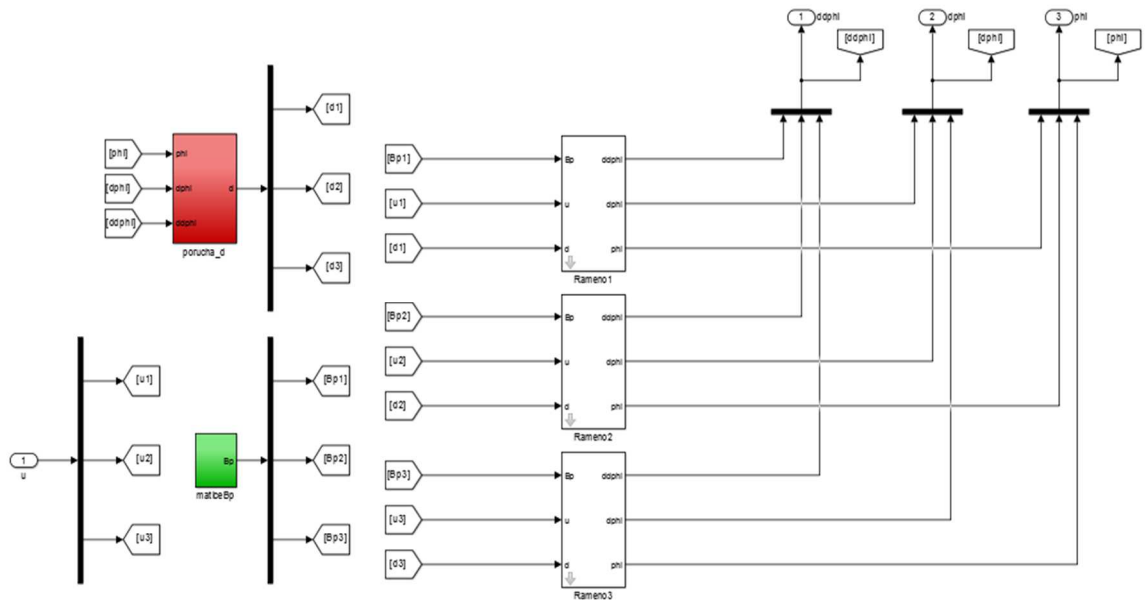 1 ddphi
2 dphi
3 phi
[ddphi]
[dphi]
[phi]
[phi]
[dphi]
[ddphi]
phi
dphi
ddphi
d
porucha_d
[d1]
[d2]
[d3]
[Bp1]
[u1]
[d1]
Bp
u
d
ddphi
dphi
phi
Rameno1
[Bp2]
[u2]
[d2]
Bp
u
d
ddphi
dphi
phi
Rameno2
[Bp3]
[u3]
[d3]
Bp
u
d
ddphi
dphi
phi
Rameno3
1
u
[u1]
[u2]
[u3]
Bp
maticeBp
[Bp1]
[Bp2]
[Bp3]